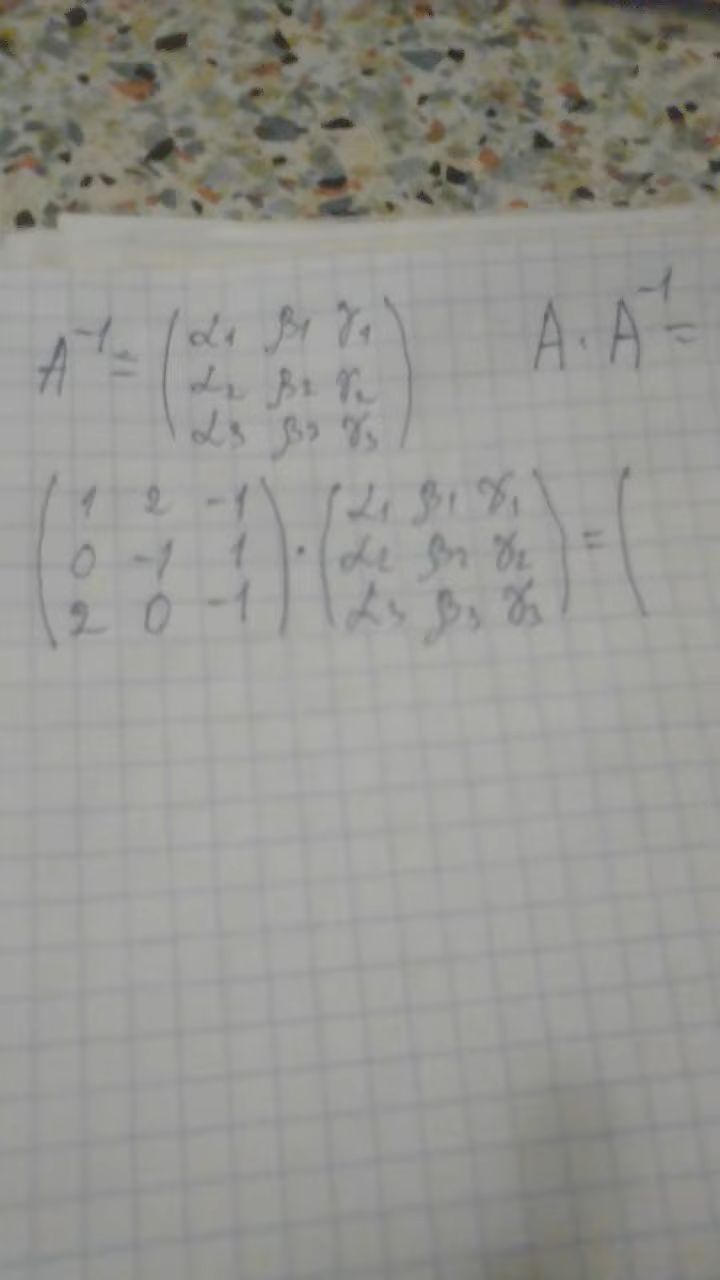 A⁻¹ = ( α₁ β₁ γ₁ ) A · A⁻¹ =
α₂ β₂ γ₂
α₃ β₃ γ₃
( 1 2 -1 ) · ( α₁ β₁ γ₁ ) = (
0 -1 1 α₂ β₂ γ₂
2 0 -1 α₃ β₃ γ₃